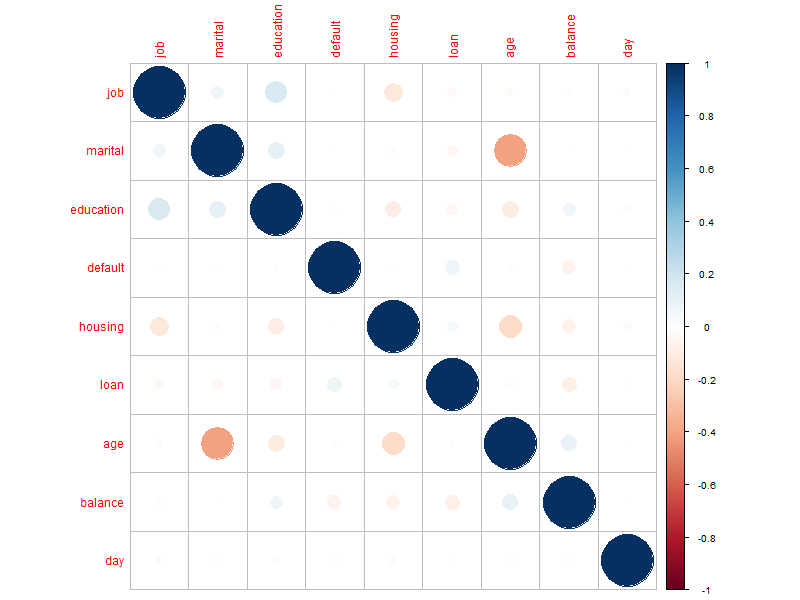 job
marital
education
default
housing
loan
age
balance
day
job
marital
education
default
housing
loan
age
balance
day
1
0.8
0.6
0.4
0.2
0
-0.2
-0.4
-0.6
-0.8
-1